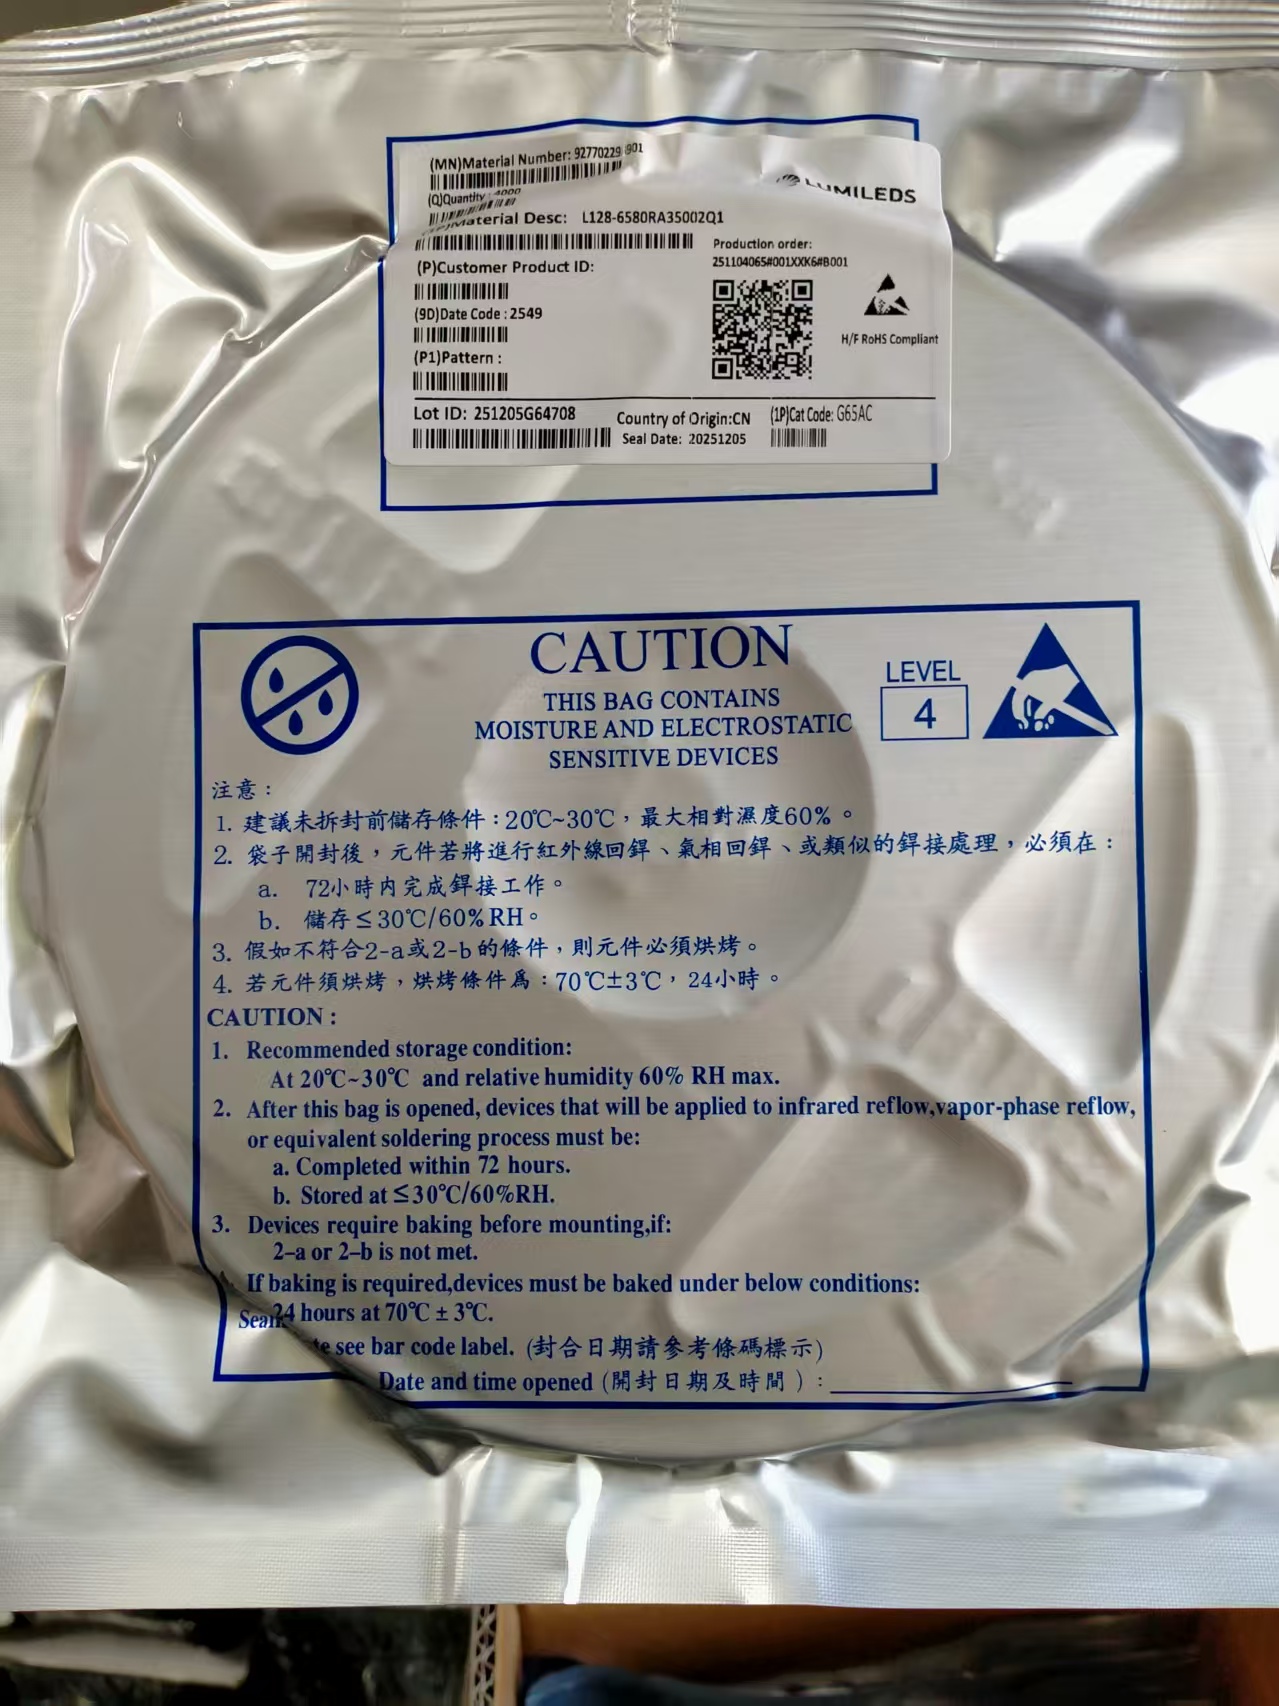 (MN)Material Number: 92770229 901
LUMILEDS
(Q)Quantity : 4000
(1P)Material Desc: L128-6580RA35002Q1
Production order:
251104065#001XXK6#B001
(P)Customer Product ID:
(9D)Date Code : 2549
H/F RoHS Compliant
(P1)Pattern :
Lot ID: 251205G64708
Country of Origin:CN
(1P)Cat Code: G65AC
Seal Date: 20251205
CAUTION
THIS BAG CONTAINS
MOISTURE AND ELECTROSTATIC
SENSITIVE DEVICES
LEVEL
4
注意：
1. 建議未拆封前儲存條件：20℃~30℃，最大相對濕度60%。
2. 袋子開封後，元件若將進行紅外線回銲、氣相回銲、或類似的銲接處理，必須在：
a. 72小時内完成銲接工作。
b. 儲存≤30℃/60%RH。
3. 假如不符合2-a或2-b的條件，則元件必須烘烤。
4. 若元件須烘烤，烘烤條件爲：70℃±3℃，24小時。
CAUTION :
1. Recommended storage condition:
At 20℃~30℃ and relative humidity 60% RH max.
2. After this bag is opened, devices that will be applied to infrared reflow,vapor-phase reflow,
or equivalent soldering process must be:
a. Completed within 72 hours.
b. Stored at ≤30℃/60%RH.
3. Devices require baking before mounting,if:
2–a or 2–b is not met.
If baking is required,devices must be baked under below conditions:
24 hours at 70℃ ± 3℃.
Seal
see bar code label. (封合日期請參考條碼標示)
Date and time opened (開封日期及時間 ) :